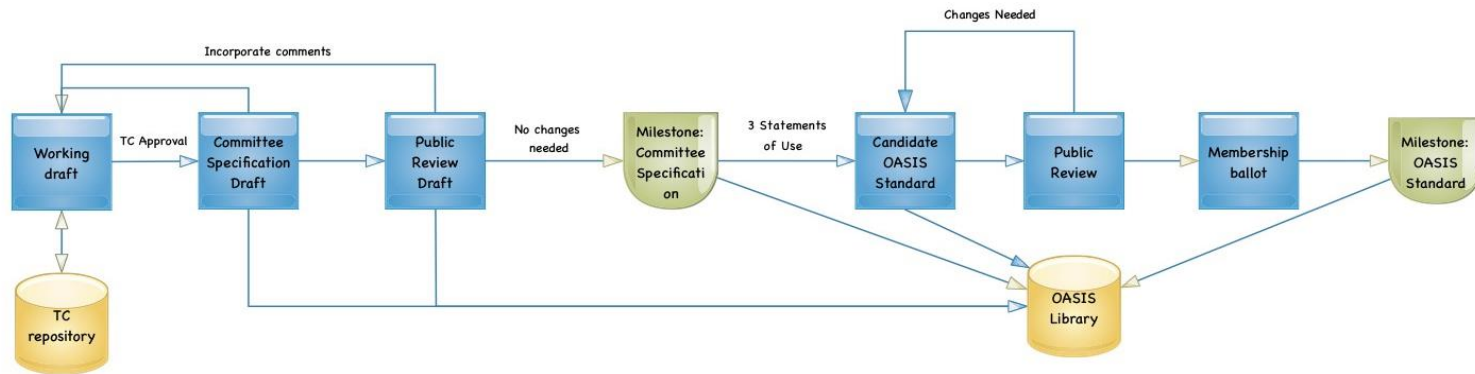 Changes Needed
Incorporate comments
Working
draft
TC Approval
Committee
Specification
Draft
Public
Review
Draft
No changes
needed
Milestone:
Committee
Specificati
on
3 Statements
of Use
Candidate
OASIS
Standard
Public
Review
Membership
ballot
Milestone:
OASIS
Standard
TC
repository
OASIS
Library